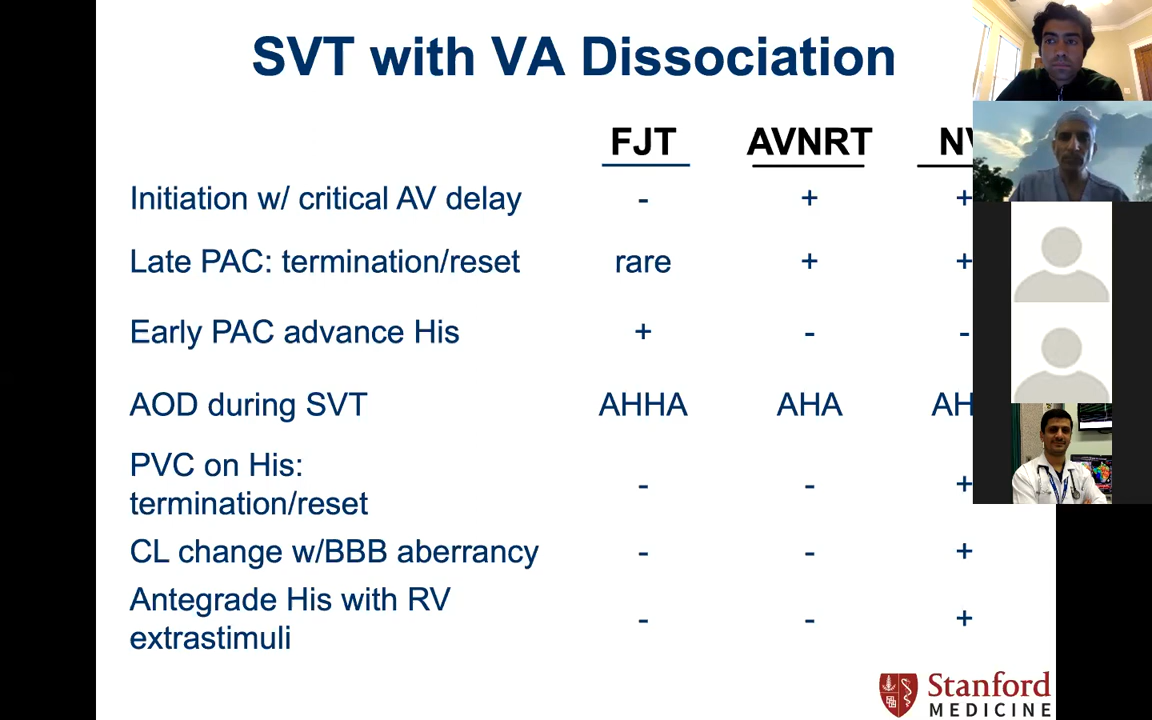 SVT with VA Dissociation
FJT AVNRT
Initiation w/ critical AV delay - + +
Late PAC: termination/reset rare + +
Early PAC advance His + - -
AOD during SVT AHHA AHA
PVC on His:
termination/reset - - +
CL change w/BBB aberrancy - - +
Antegrade His with RV
extrastimuli - - +
Stanford
MEDICINE